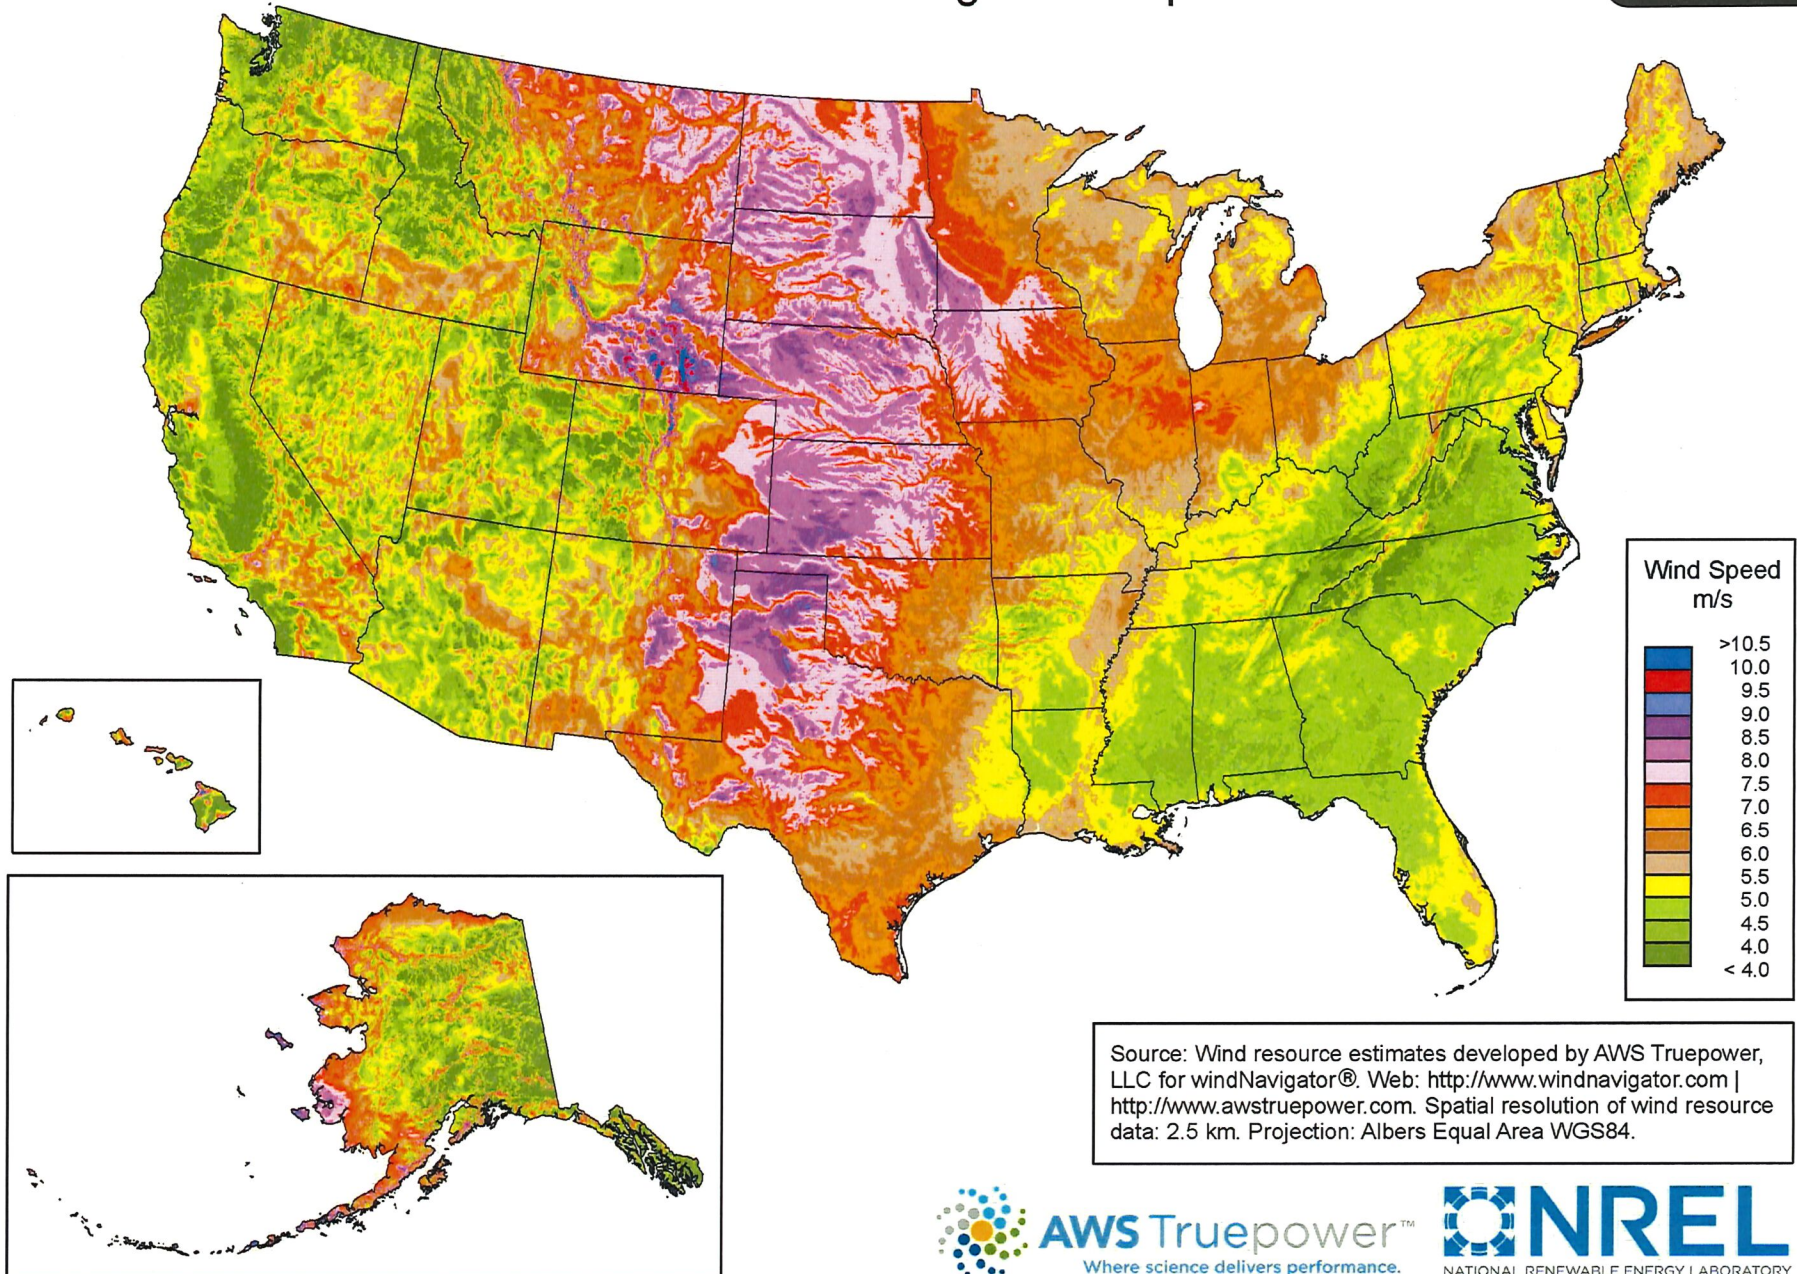 Wind Speed
m/s
>10.5
10.0
9.5
9.0
8.5
8.0
7.5
7.0
6.5
6.0
5.5
5.0
4.5
4.0
< 4.0
Source: Wind resource estimates developed by AWS Truepower,
LLC for windNavigator®. Web: http://www.windnavigator.com |
http://www.awstruepower.com. Spatial resolution of wind resource
data: 2.5 km. Projection: Albers Equal Area WGS84.
AWS Truepower™
Where science delivers performance.
NREL
NATIONAL RENEWABLE ENERGY LABORATORY